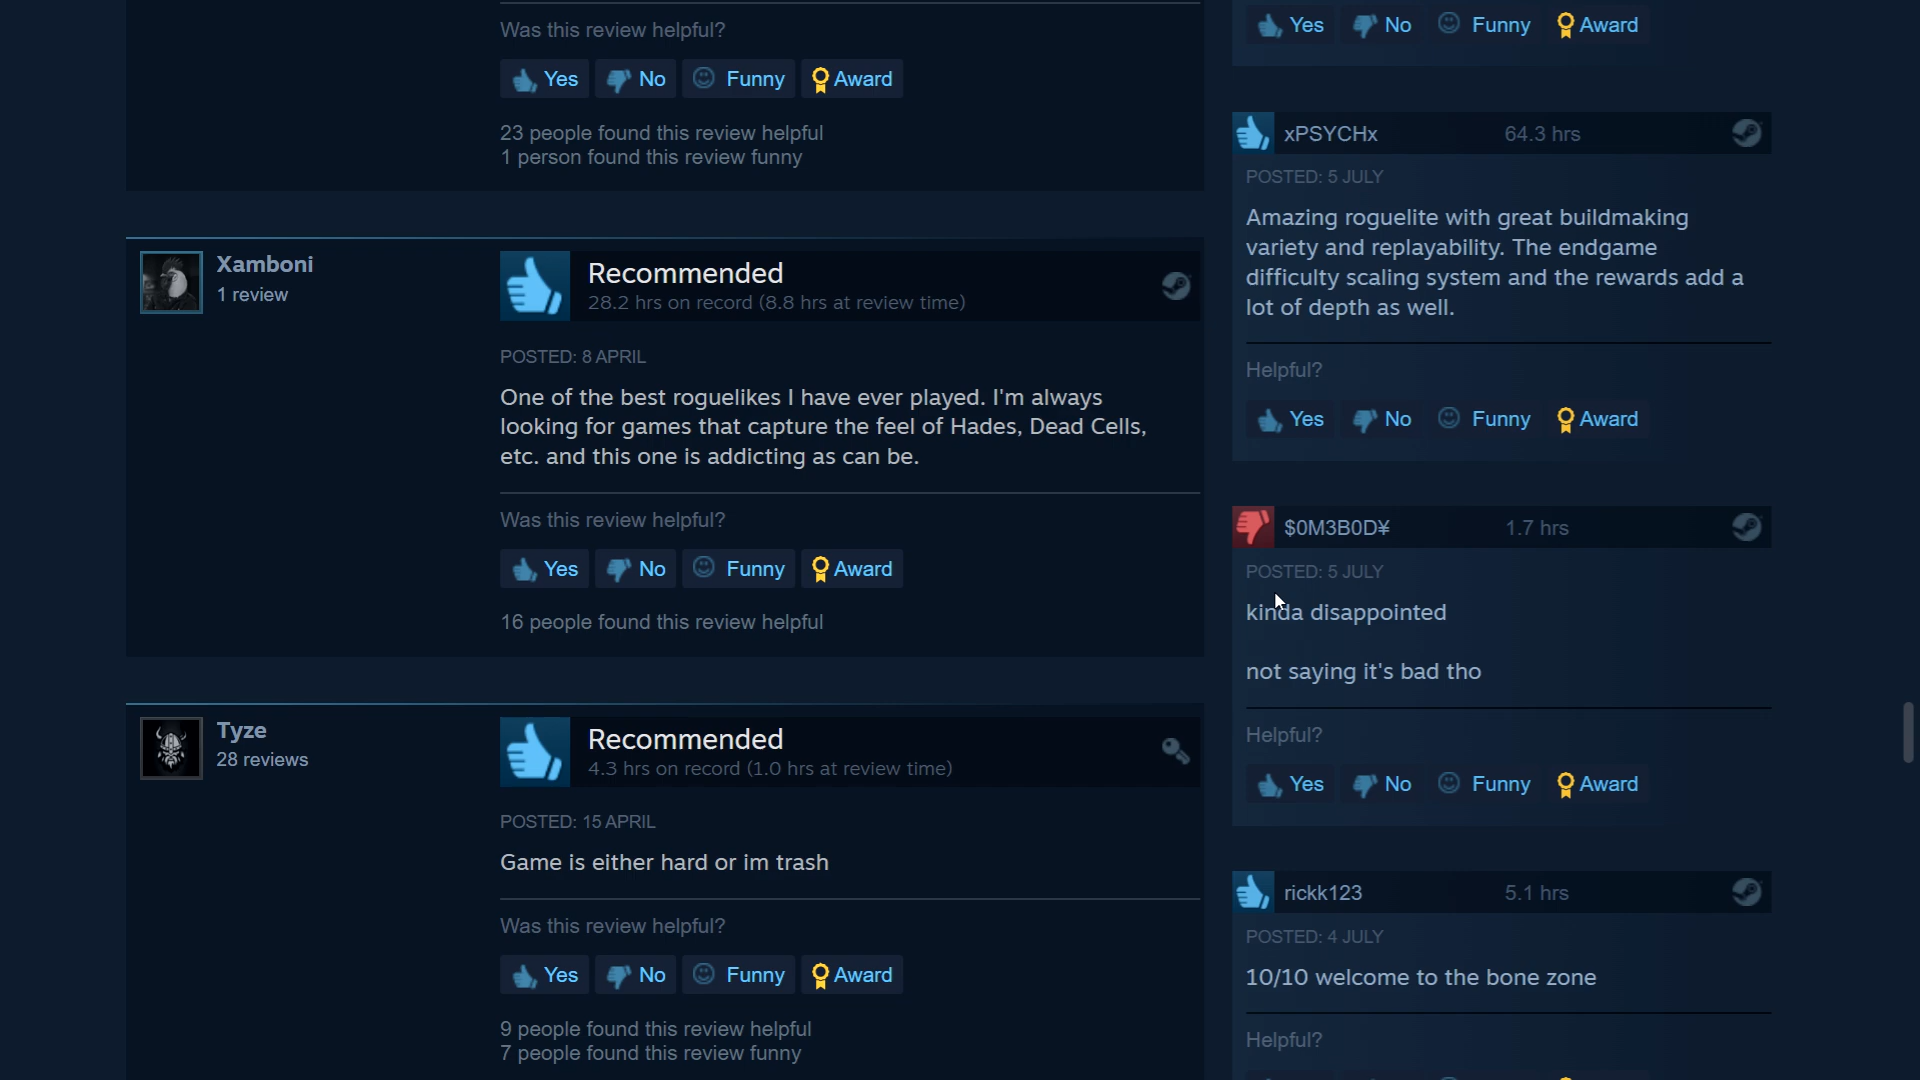 Was this review helpful?
Yes No Funny Award
23 people found this review helpful
1 person found this review funny
Xamboni
1 review
Recommended
28.2 hrs on record (8.8 hrs at review time)
POSTED: 8 APRIL
One of the best roguelikes I have ever played. I'm always
looking for games that capture the feel of Hades, Dead Cells,
etc. and this one is addicting as can be.
Was this review helpful?
Yes No Funny Award
16 people found this review helpful
Tyze
28 reviews
Recommended
4.3 hrs on record (1.0 hrs at review time)
POSTED: 15 APRIL
Game is either hard or im trash
Was this review helpful?
Yes No Funny Award
9 people found this review helpful
7 people found this review funny
Yes No Funny Award
xPSYCHx 64.3 hrs
POSTED: 5 JULY
Amazing roguelite with great buildmaking
variety and replayability. The endgame
difficulty scaling system and the rewards add a
lot of depth as well.
Helpful?
Yes No Funny Award
$0M3B0D¥ 1.7 hrs
POSTED: 5 JULY
kinda disappointed
not saying it's bad tho
Helpful?
Yes No Funny Award
rickk123 5.1 hrs
POSTED: 4 JULY
10/10 welcome to the bone zone
Helpful?